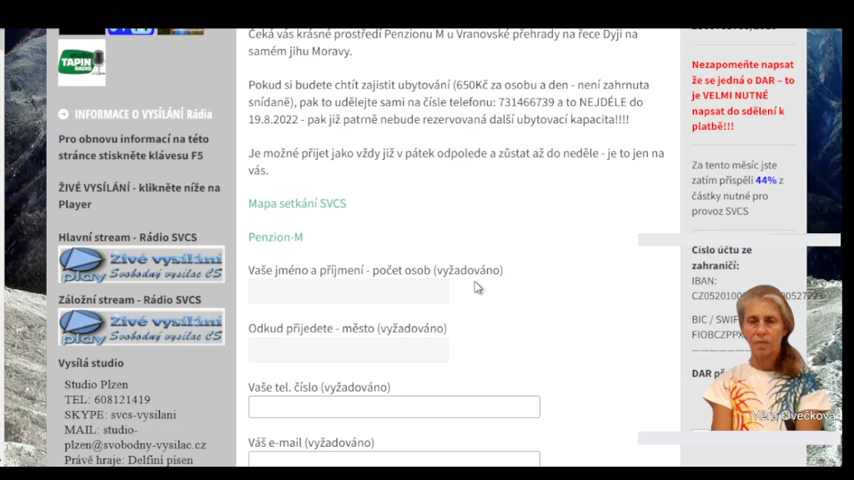 TAPIN
RADIO
INFORMACE O VYSÍLÁNÍ Rádia
Pro obnovu informací na této
stránce stiskněte klávesu F5
ŽIVÉ VYSÍLÁNÍ - klikněte níže na
Player
Hlavní stream - Rádio SVCS
Živé vysílání
play Svobodný vysílač CS
Záložní stream - Rádio SVCS
Živé vysílání
play Svobodný vysílač CS
Vysílá studio
Studio Plzen
TEL: 608121419
SKYPE: svcs-vysilani
MAIL: studio-
plzen@svobodny-vysilac.cz
Právě hraje: Delfíní písen
Čeká vás krásné prostředí Penzionu M u Vranovské přehrady na řece Dyji na
samém jihu Moravy.
Pokud si budete chtít zajistit ubytování (650Kč za osobu a den - není zahrnuta
snídaně), pak to udělejte sami na čísle telefonu: 731466739 a to NEJDÉLE do
19.8.2022 - pak již patrně nebude rezervovaná další ubytovací kapacita!!!!
Je možné přijet jako vždy již v pátek odpoledne a zůstat až do neděle - je to jen na
vás.
Mapa setkání SVCS
Penzion-M
Vaše jméno a příjmení - počet osob (vyžadováno)
Odkud přijedete - město (vyžadováno)
Vaše tel. číslo (vyžadováno)
Váš e-mail (vyžadováno)
Nezapomeňte napsat
že se jedná o DAR – to
je VELMI NUTNÉ
napsat do sdělení k
platbě!!!
Za tento měsíc jste
zatím přispěli 44% z
částky nutné pro
provoz SVCS
Číslo účtu ze
zahraničí:
IBAN:
BIC / SWIF
FIOBCZPPX
DAR př
Věra Ovečková